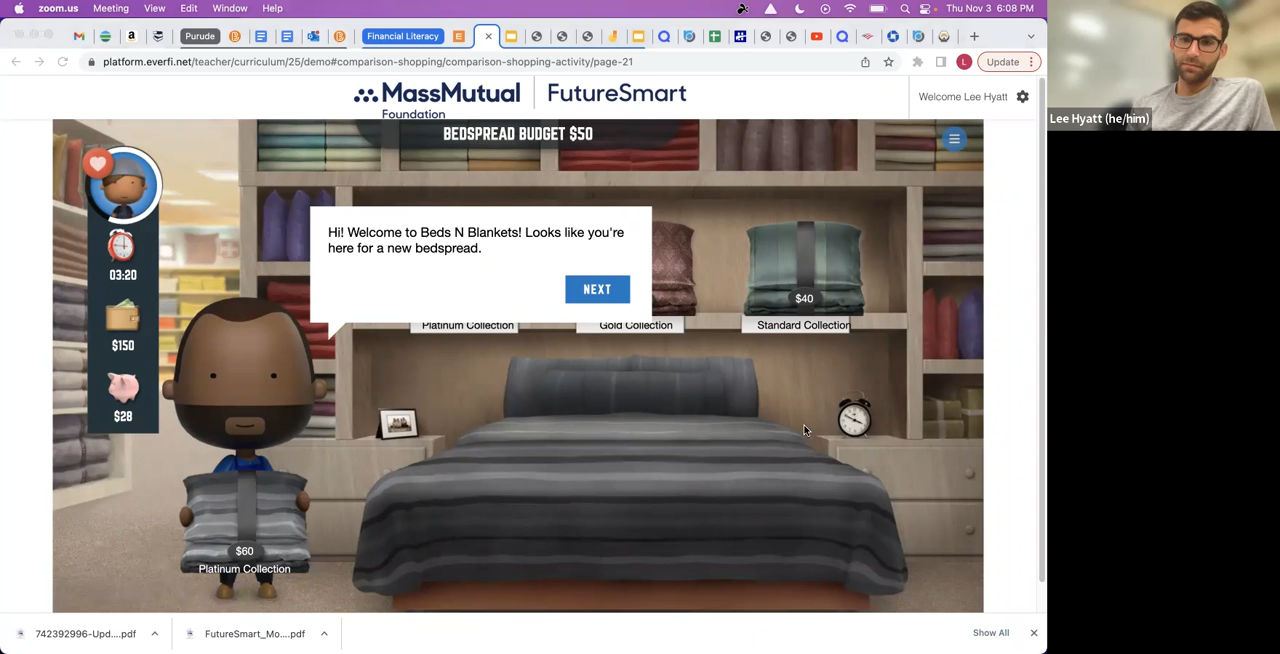 zoom.us Meeting View Edit Window Help Thu Nov 3 6:08 PM
Purude Financial Literacy
platform.everfi.net/teacher/curriculum/25/demo#comparison-shopping/comparison-shopping-activity/page-21
L Update
MassMutual FutureSmart
Foundation
Welcome Lee Hyatt
Lee Hyatt (he/him)
BEDSPREAD BUDGET $50
03:20
$150
$28
Hi! Welcome to Beds N Blankets! Looks like you're
here for a new bedspread.
NEXT
$40
Platinum Collection Gold Collection Standard Collection
$60
Platinum Collection
742392996-Upd....pdf FutureSmart_Mo....pdf Show All